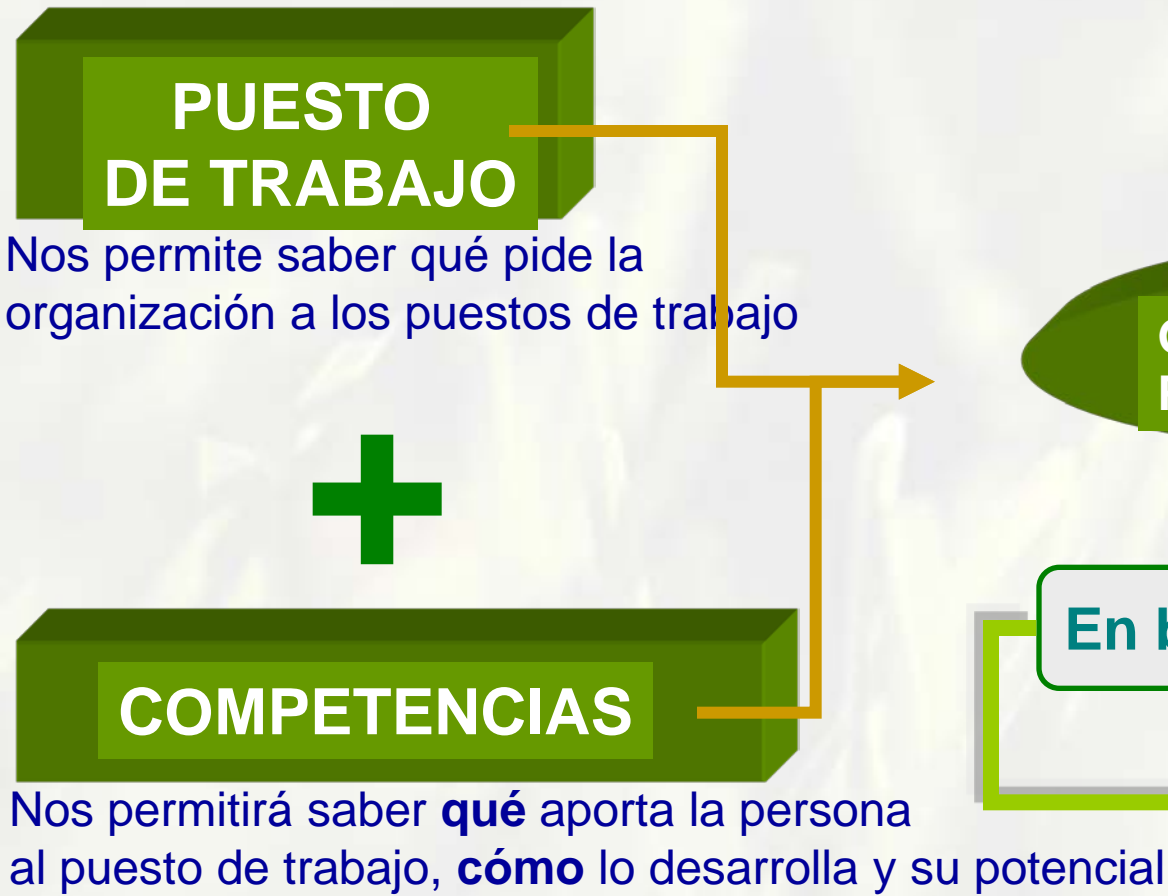 PUESTO
DE TRABAJO
Nos permite saber qué pide la
organización a los puestos de trabajo
COMPETENCIAS
Nos permitirá saber qué aporta la persona
al puesto de trabajo, cómo lo desarrolla y su potencial
En